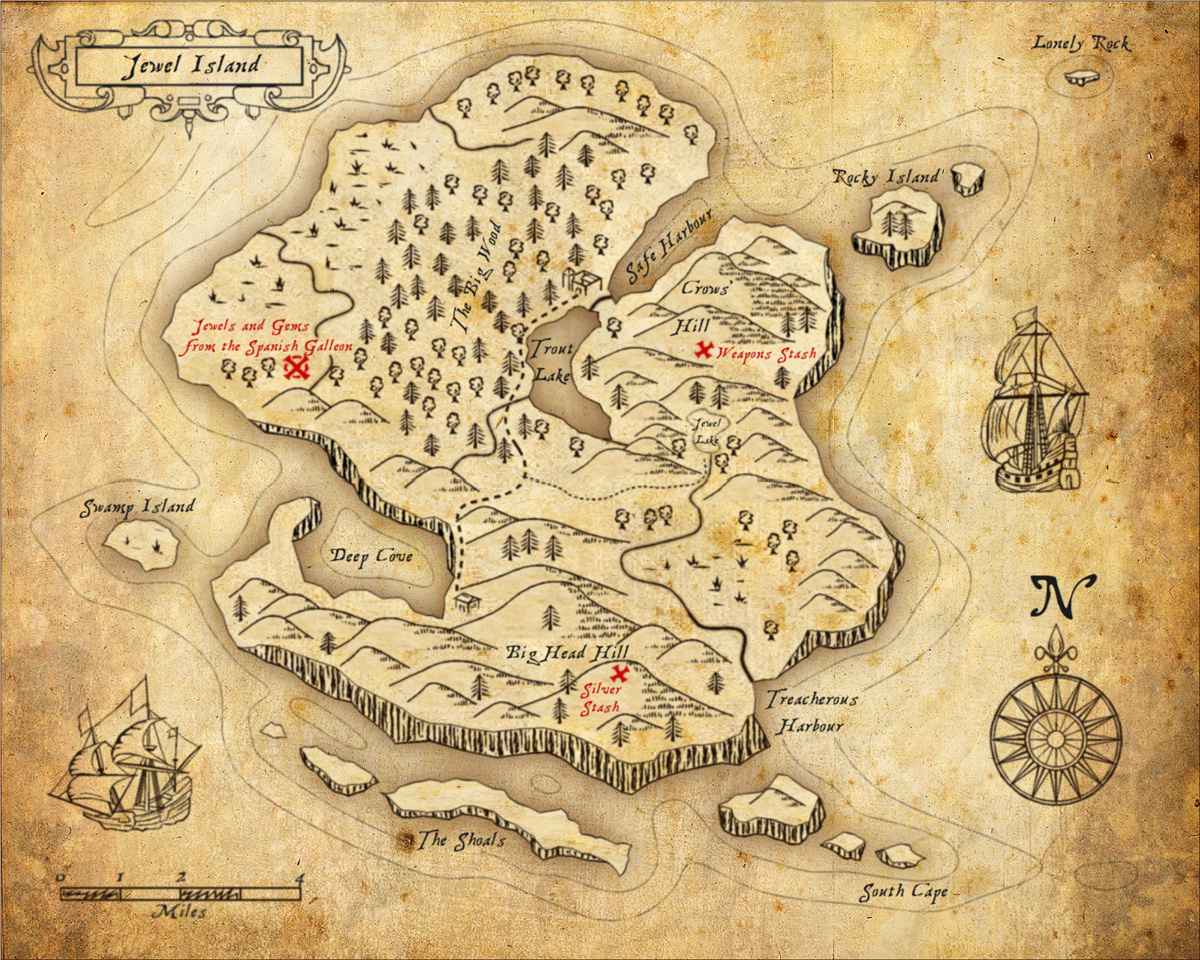 Jewel Island
Lonely Rock
Rocky Island
Safe Harbour
The Big Wood
Crows'
Hill
Jewels and Gems
from the Spanish Galleon
Trout
Lake
Weapons Stash
Jewel
Lake
Swamp Island
Deep Cove
N
Big Head Hill
Silver
Stash
Treacherous
Harbour
The Shoals
0 1 2 4
Miles
South Cape